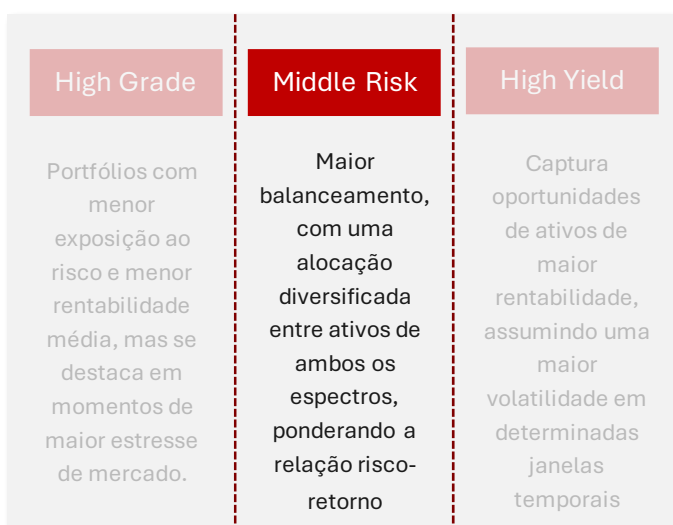 High Grade
Portfólios com
menor
exposição ao
risco e menor
rentabilidade
média, mas se
destaca em
momentos de
maior estresse
de mercado.
Middle Risk
Maior
balanceamento,
com uma
alocação
diversificada
entre ativos de
ambos os
espectros,
ponderando a
relação risco-
retorno
High Yield
Captura
oportunidades
de ativos de
maior
rentabilidade,
assumindo uma
maior
volatilidade em
determinadas
janelas
temporais